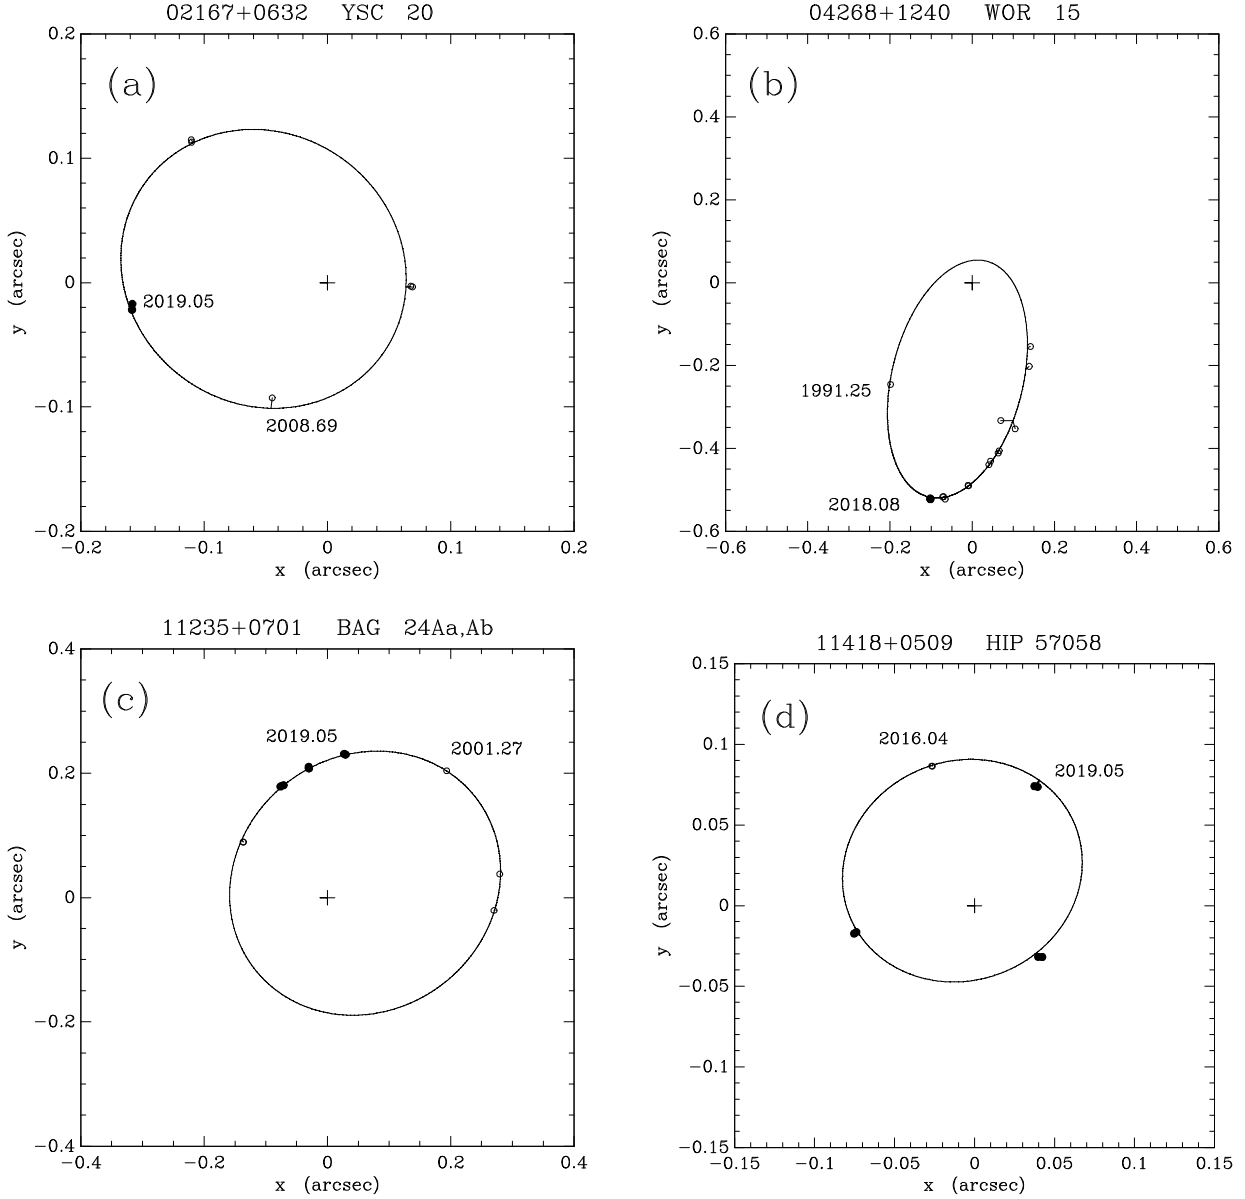 02167+0632 YSC 20
(a)
0.2
0.1
0
−0.1
−0.2
y (arcsec)
2019.05
2008.69
−0.2 −0.1 0 0.1 0.2
x (arcsec)
04268+1240 WOR 15
(b)
0.6
0.4
0.2
0
−0.2
−0.4
−0.6
y (arcsec)
1991.25
2018.08
−0.6 −0.4 −0.2 0 0.2 0.4 0.6
x (arcsec)
11235+0701 BAG 24Aa,Ab
(c)
0.4
0.2
0
−0.2
−0.4
y (arcsec)
2019.05
2001.27
−0.4 −0.2 0 0.2 0.4
x (arcsec)
11418+0509 HIP 57058
(d)
0.15
0.1
0.05
0
−0.05
−0.1
−0.15
y (arcsec)
2016.04
2019.05
−0.15 −0.1 −0.05 0 0.05 0.1 0.15
x (arcsec)